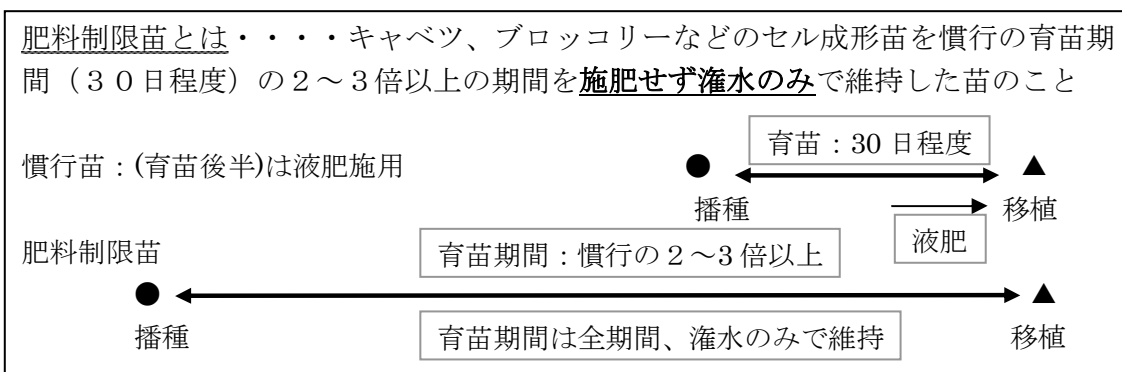 肥料制限苗とは・・・・キャベツ、ブロッコリーなどのセル成形苗を慣行の育苗期
間（３０日程度）の２～３倍以上の期間を施肥せず潅水のみで維持した苗のこと
育苗：30 日程度
慣行苗：(育苗後半)は液肥施用
播種
移植
液肥
肥料制限苗
育苗期間：慣行の２～3 倍以上
播種
育苗期間は全期間、潅水のみで維持
移植